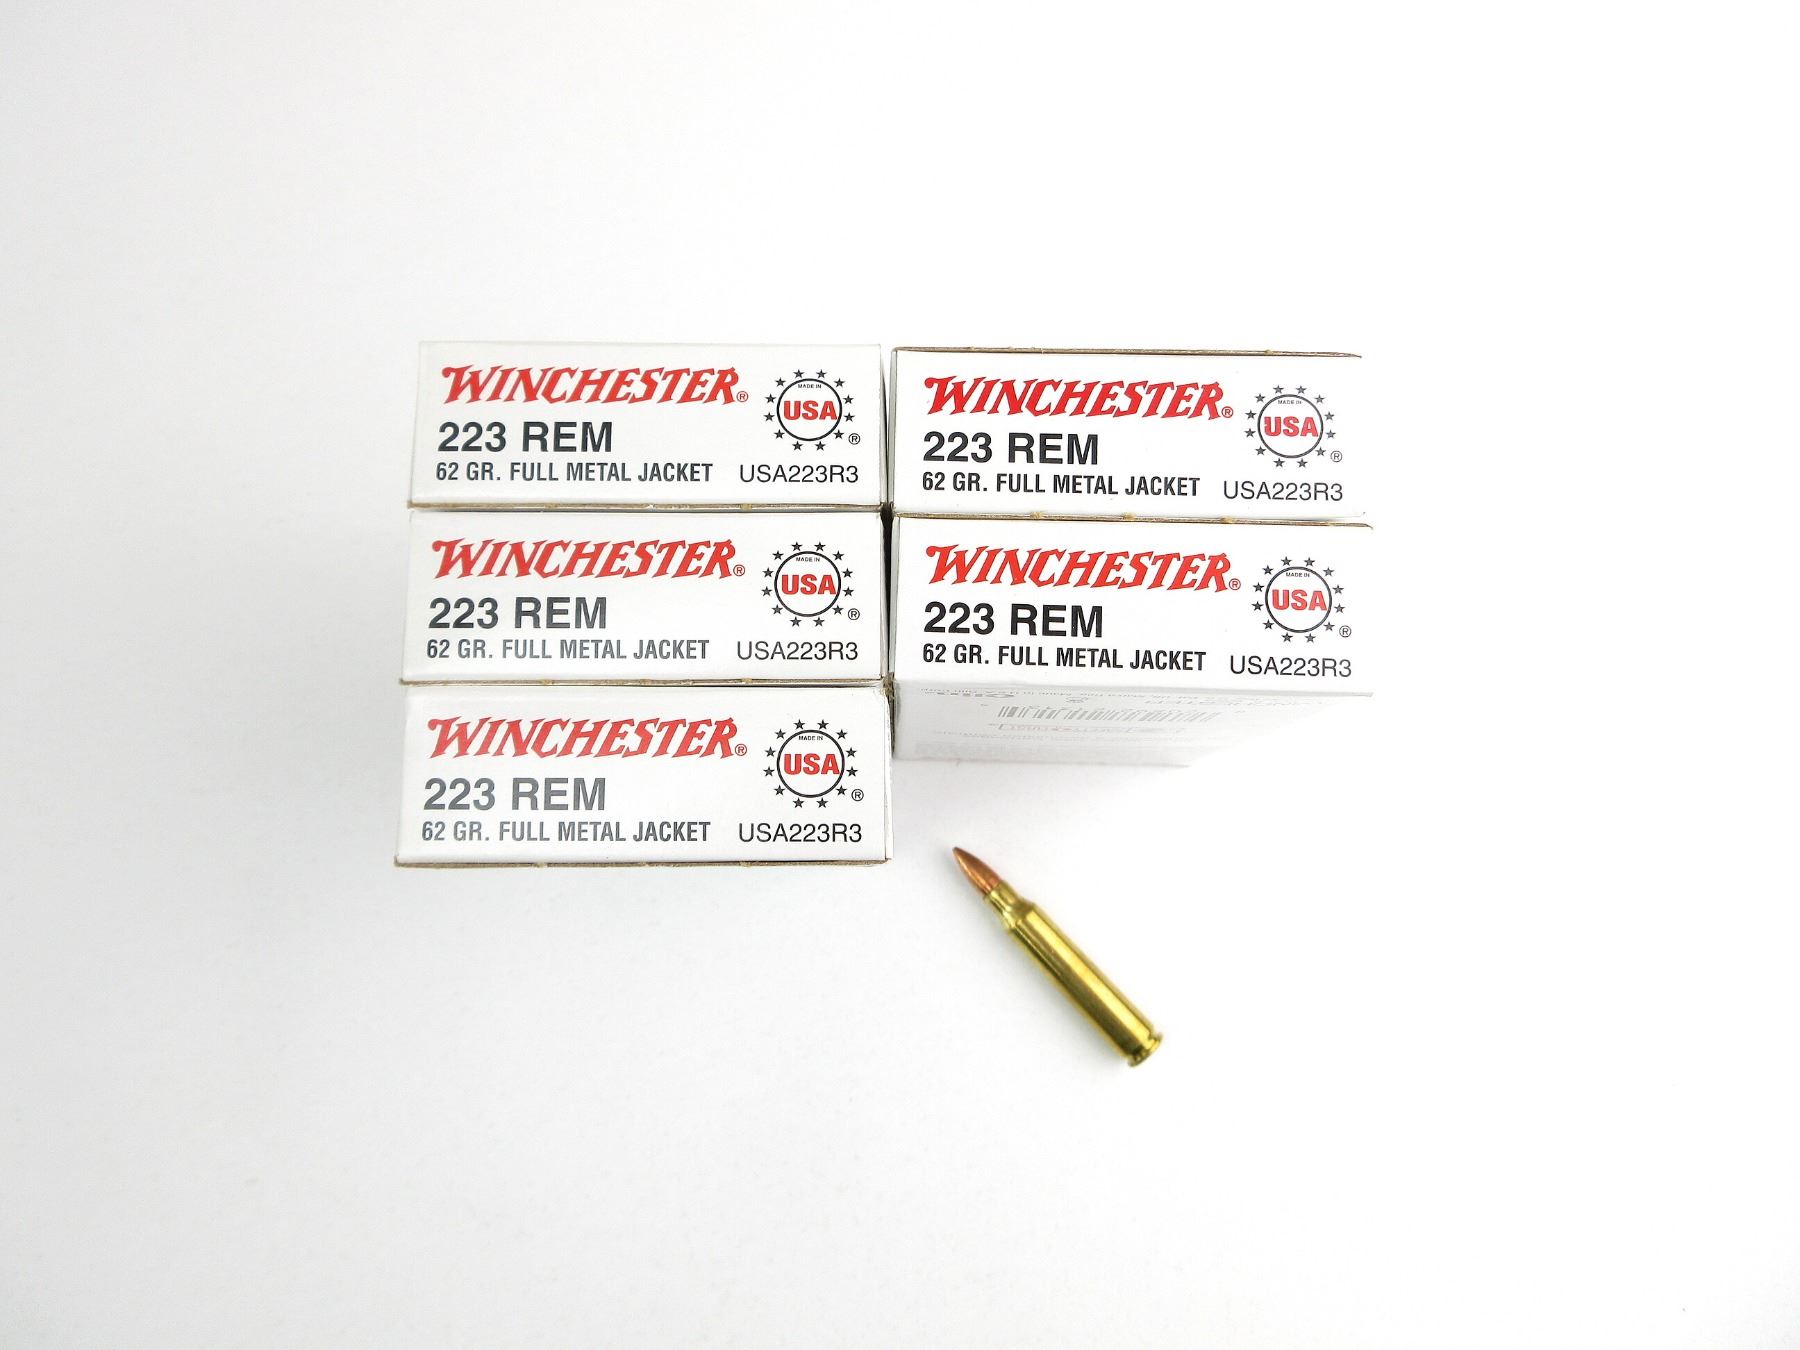 WINCHESTER®
MADE IN
USA
®
223 REM
62 GR. FULL METAL JACKET USA223R3
WINCHESTER®
MADE IN
USA
®
223 REM
62 GR. FULL METAL JACKET USA223R3
WINCHESTER®
MADE IN
USA
®
223 REM
62 GR. FULL METAL JACKET USA223R3
WINCHESTER®
MADE IN
USA
®
223 REM
62 GR. FULL METAL JACKET USA223R3
WINCHESTER®
MADE IN
USA
®
223 REM
62 GR. FULL METAL JACKET USA223R3